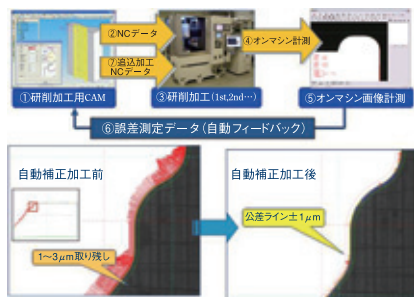 ②NCデータ
⑦追込加工
NCデータ
④オンマシン計測
①研削加工用CAM
③研削加工(1st,2nd…)
⑤オンマシン画像計測
⑥誤差測定データ(自動フィードバック)
自動補正加工前
1～3μm取り残し
自動補正加工後
公差ライン±1μm